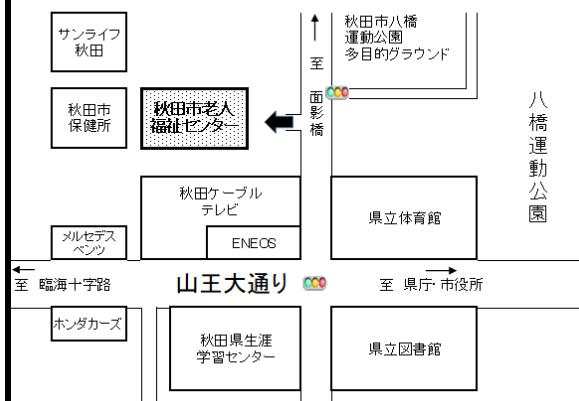 サンライフ
秋田
至 面影橋
秋田市八橋
運動公園
多目的グラウンド
秋田市
保健所
秋田市老人
福祉センター
八橋運動公園
秋田ケーブル
テレビ
ENEOS
県立体育館
メルセデス
ベンツ
至 臨海十字路
山王大通り
至 県庁・市役所
ホンダカーズ
秋田県生涯
学習センター
県立図書館